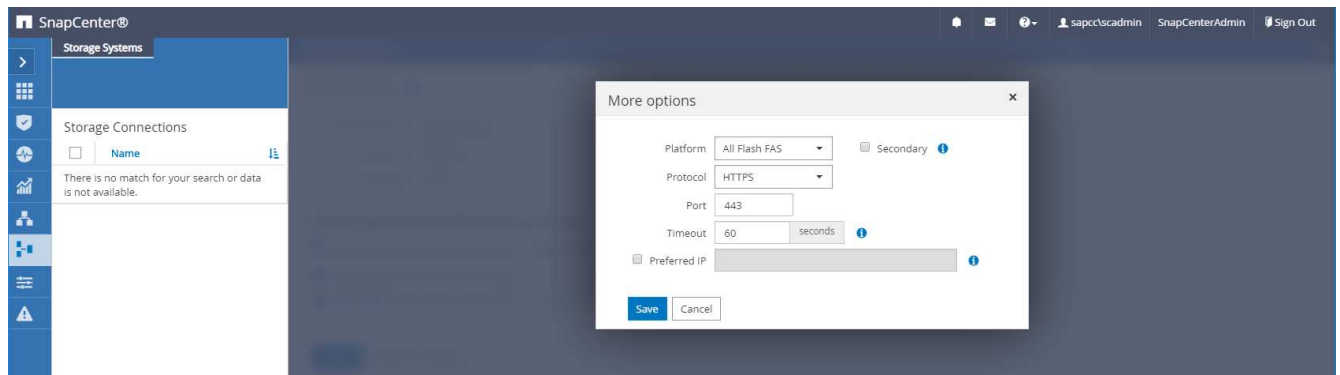 SnapCenter®
sapcc\scadmin SnapCenterAdmin Sign Out
Storage Systems
Storage Connections
Name
There is no match for your search or data
is not available.
More options
×
Platform All Flash FAS Secondary
Protocol HTTPS
Port 443
Timeout 60 seconds
Preferred IP
Save Cancel